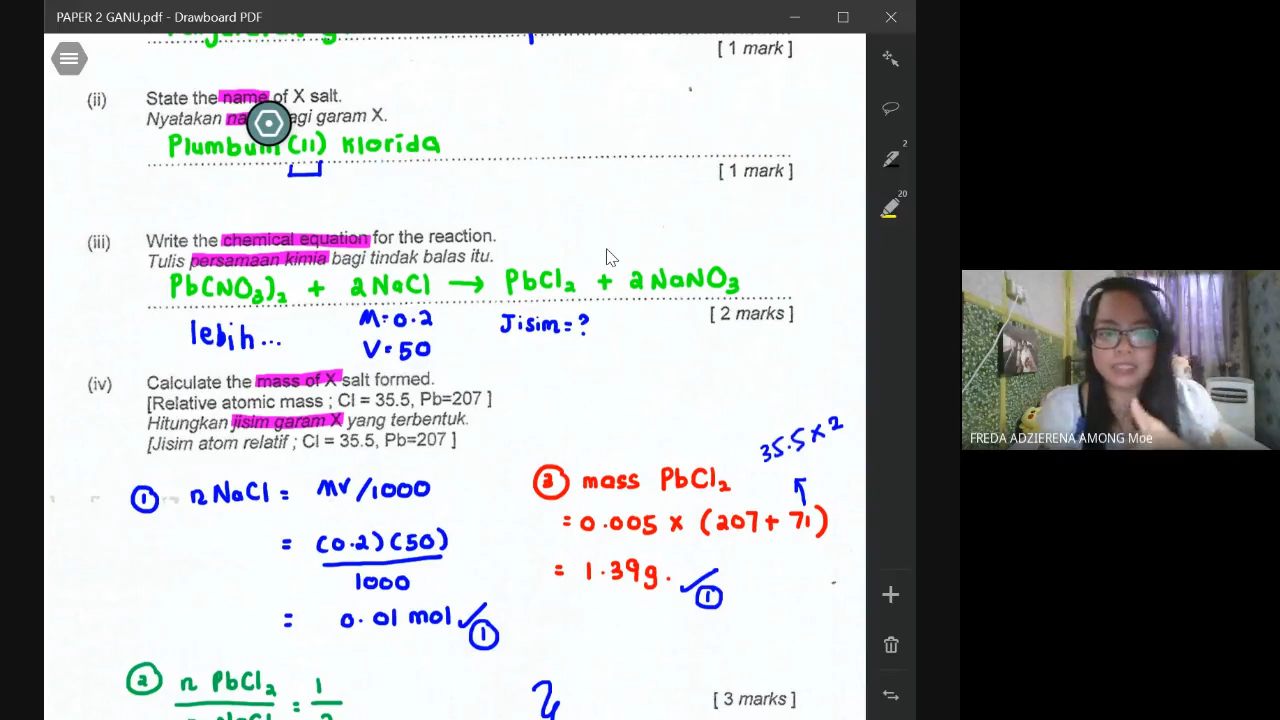 PAPER 2 GANU.pdf - Drawboard PDF
[ 1 mark ]
(ii) State the name of X salt.
Nyatakan na agi garam X.
Plumbum (II) Klorida
[ 1 mark ]
(iii) Write the chemical equation for the reaction.
Tulis persamaan kimia bagi tindak balas itu.
Pb(NO3)2 + 2NaCl → PbCl2 + 2NaNO3
[ 2 marks ]
lebih... M=0.2 Jisim=?
V=50
(iv) Calculate the mass of X salt formed.
[Relative atomic mass ; Cl = 35.5, Pb=207 ]
Hitungkan jisim garam X yang terbentuk.
[Jisim atom relatif ; Cl = 35.5, Pb=207 ]
① n NaCl = MV/1000
= (0.2)(50)
1000
= 0.01 mol ✓①
35.5 x 2
③ mass PbCl2
= 0.005 x (207 + 71)
= 1.39g. ✓①
② n PbCl2 = 1
[ 3 marks ]
2
20
FREDA ADZIERENA AMONG Moe